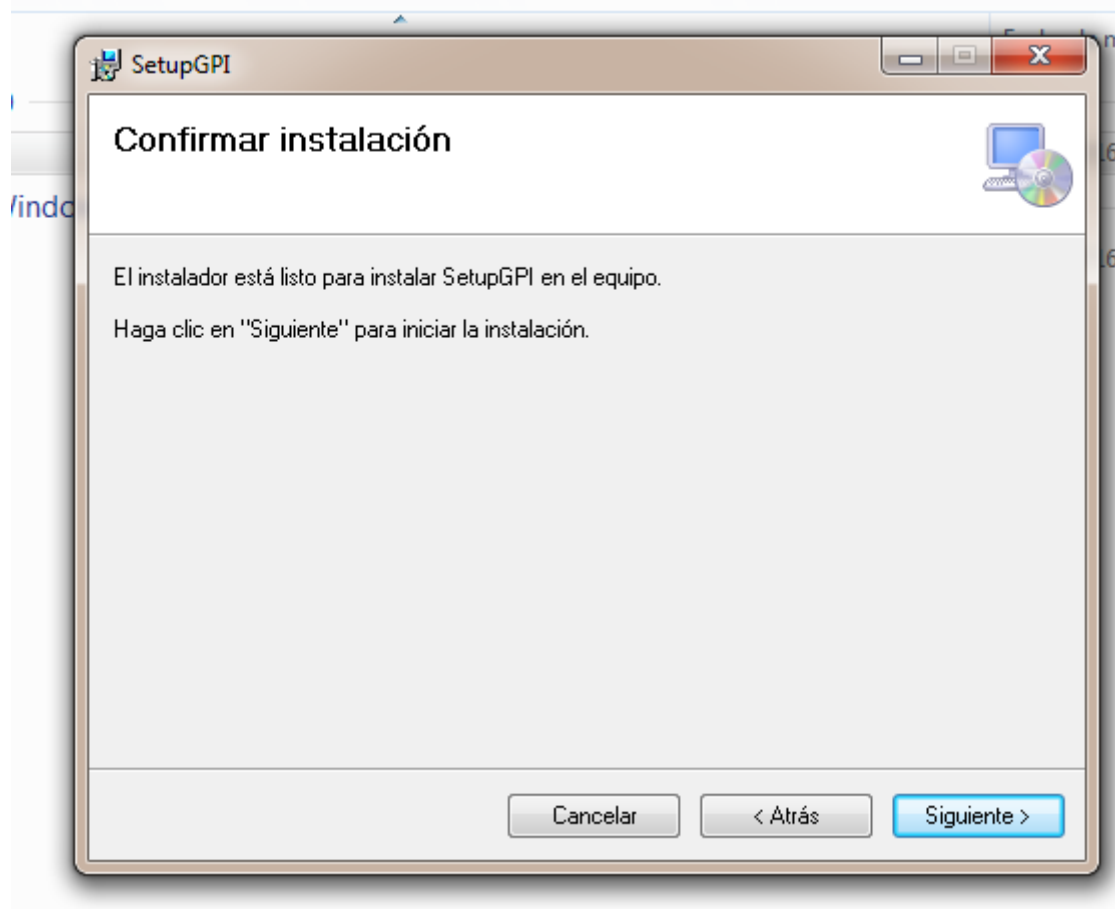 SetupGPI
Confirmar instalación
El instalador está listo para instalar SetupGPI en el equipo.
Haga clic en "Siguiente" para iniciar la instalación.
Cancelar
< Atrás
Siguiente >